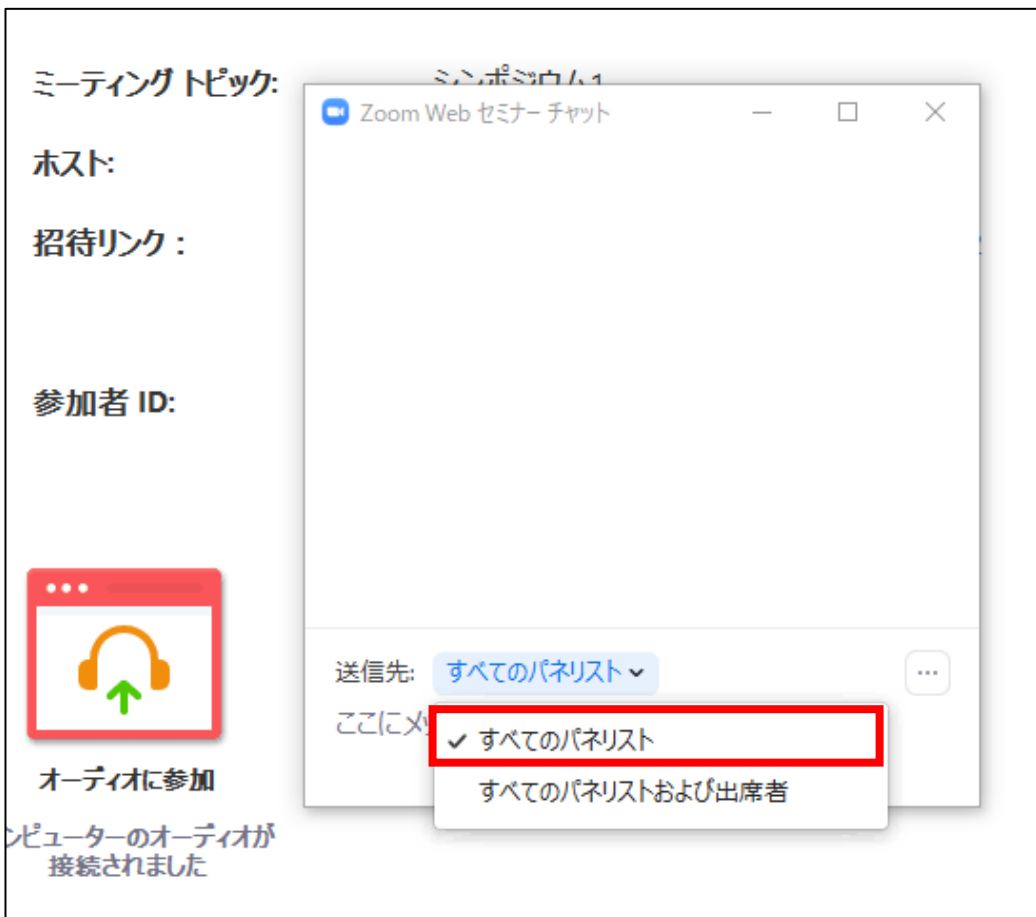 ミーティング トピック:
シンポジウム1
Zoom Web セミナー チャット
ホスト:
招待リンク :
参加者 ID:
送信先: すべてのパネリスト
ここにメ
✓ すべてのパネリスト
すべてのパネリストおよび出席者
オーディオに参加
ンピューターのオーディオが
接続されました